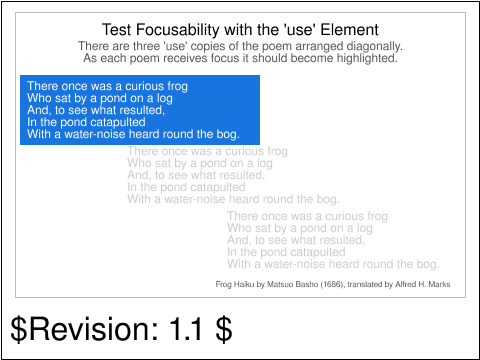 Test Focusability with the 'use' Element
There are three 'use' copies of the poem arranged diagonally.
As each poem receives focus it should become highlighted.
There once was a curious frog
Who sat by a pond on a log
And, to see what resulted,
In the pond catapulted
With a water-noise heard round the bog.
There once was a curious frog
Who sat by a pond on a log
And, to see what resulted,
In the pond catapulted
With a water-noise heard round the bog.
There once was a curious frog
Who sat by a pond on a log
And, to see what resulted,
In the pond catapulted
With a water-noise heard round the bog.
Frog Haiku by Matsuo Basho (1686), translated by Alfred H. Marks
$Revision: 1.1 $